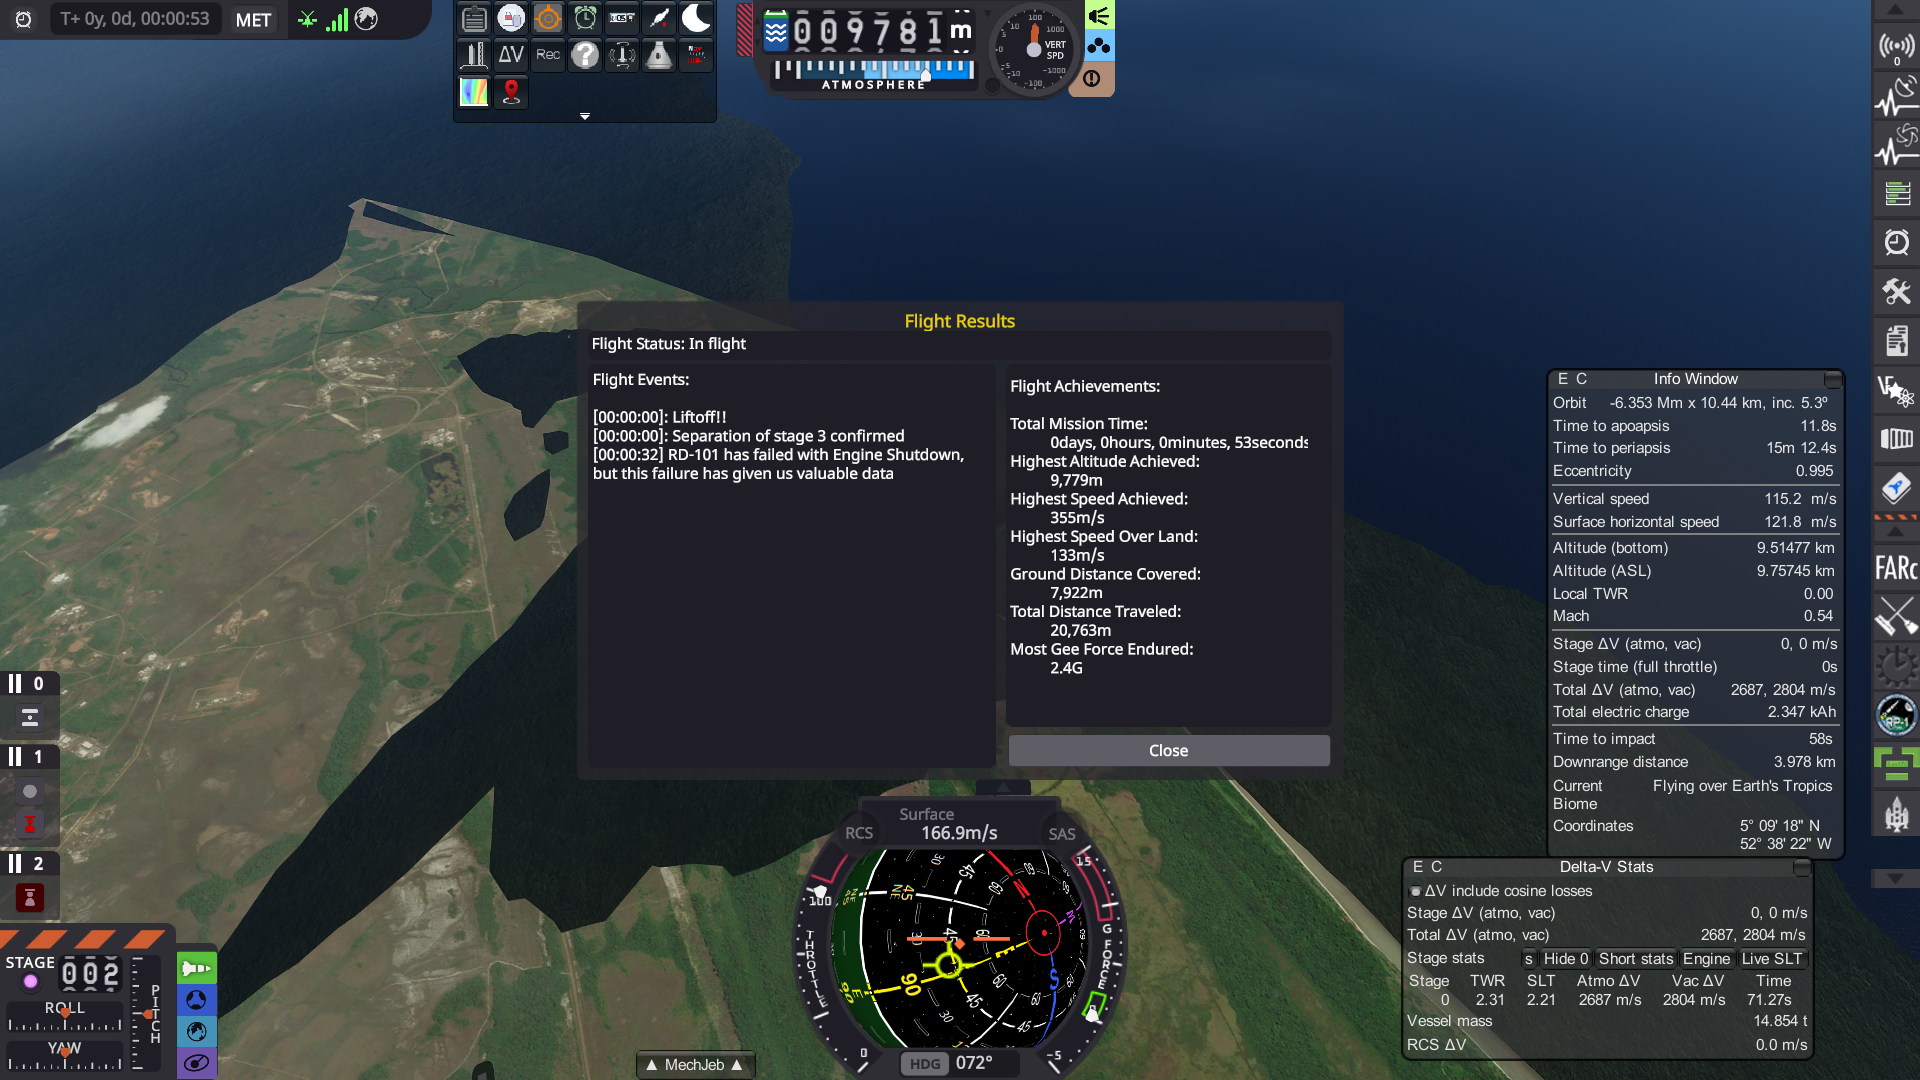 T+ 0y, 0d, 00:00:53 MET
ΔV Rec
009781 m
ATMOSPHERE
VERT
SPD
0
Flight Results
Flight Status: In flight
Flight Events:
[00:00:00]: Liftoff!!
[00:00:00]: Separation of stage 3 confirmed
[00:00:32] RD-101 has failed with Engine Shutdown,
but this failure has given us valuable data
Flight Achievements:
Total Mission Time:
0days, 0hours, 0minutes, 53seconds
Highest Altitude Achieved:
9,779m
Highest Speed Achieved:
355m/s
Highest Speed Over Land:
133m/s
Ground Distance Covered:
7,922m
Total Distance Traveled:
20,763m
Most Gee Force Endured:
2.4G
Close
E C Info Window
Orbit -6.353 Mm x 10.44 km, inc. 5.3º
Time to apoapsis 11.8s
Time to periapsis 15m 12.4s
Eccentricity 0.995
Vertical speed 115.2 m/s
Surface horizontal speed 121.8 m/s
Altitude (bottom) 9.51477 km
Altitude (ASL) 9.75745 km
Local TWR 0.00
Mach 0.54
Stage ΔV (atmo, vac) 0, 0 m/s
Stage time (full throttle) 0s
Total ΔV (atmo, vac) 2687, 2804 m/s
Total electric charge 2.347 kAh
Time to impact 58s
Downrange distance 3.978 km
Current Biome Flying over Earth's Tropics
Coordinates 5° 09' 18" N
52° 38' 22" W
E C Delta-V Stats
ΔV include cosine losses
Stage ΔV (atmo, vac) 0, 0 m/s
Total ΔV (atmo, vac) 2687, 2804 m/s
Stage stats s Hide 0 Short stats Engine Live SLT
Stage TWR SLT Atmo ΔV Vac ΔV Time
0 2.31 2.21 2687 m/s 2804 m/s 71.27s
Vessel mass 14.854 t
RCS ΔV 0.0 m/s
FARc
RP-1
0
1
2
STAGE 002
ROLL
YAW
PITCH
▲ MechJeb ▲
Surface
RCS 166.9m/s SAS
THROTTLE
100
0
G FORCE
15
-5
HDG 072°